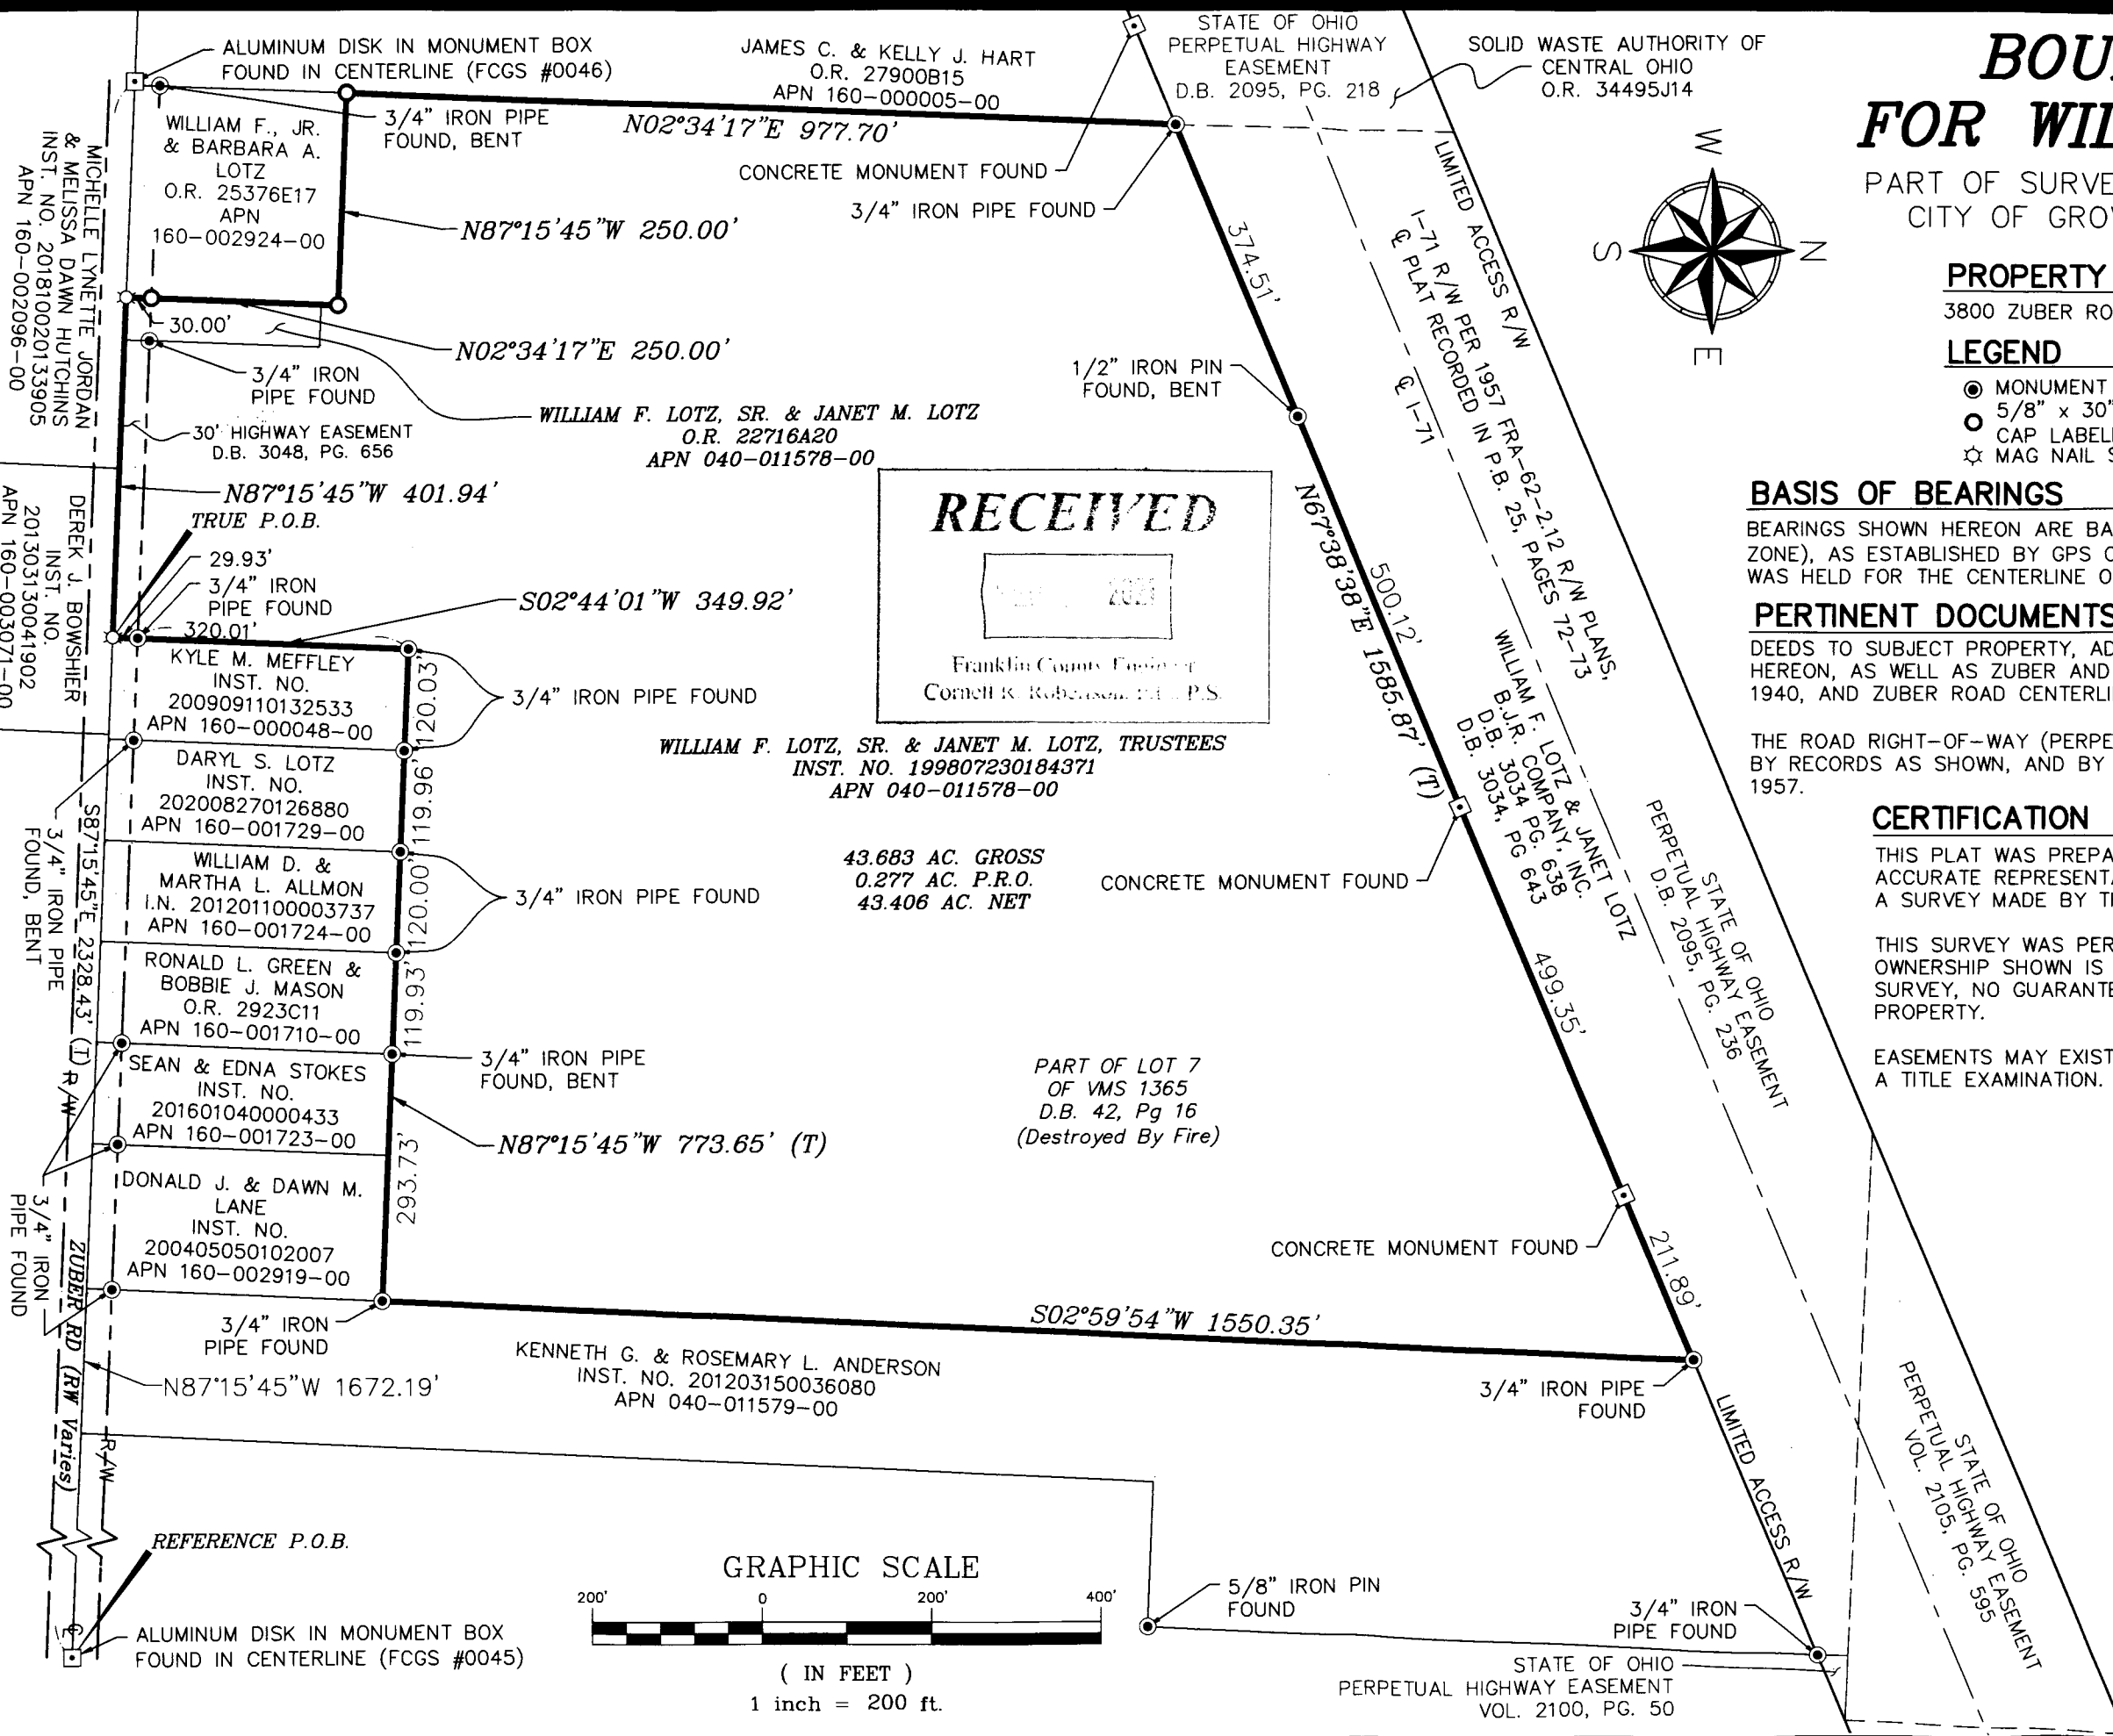 ALUMINUM DISK IN MONUMENT BOX
FOUND IN CENTERLINE (FCGS #0046)
JAMES C. & KELLY J. HART
O.R. 27900B15
APN 160-000005-00
STATE OF OHIO
PERPETUAL HIGHWAY
EASEMENT
D.B. 2095, PG. 218
SOLID WASTE AUTHORITY OF
CENTRAL OHIO
O.R. 34495J14
BOU
FOR WIL
PART OF SURVE
CITY OF GRO
WILLIAM F., JR.
& BARBARA A.
LOTZ
O.R. 25376E17
APN
160-002924-00
3/4" IRON PIPE
FOUND, BENT
N02°34'17"E 977.70'
CONCRETE MONUMENT FOUND
3/4" IRON PIPE FOUND
N87°15'45"W 250.00'
MICHELLE LYNETTE JORDAN
& MELISSA DAWN HUTCHINS
INST. NO. 201810020133905
APN 160-002096-00
30.00'
N02°34'17"E 250.00'
3/4" IRON
PIPE FOUND
WILLIAM F. LOTZ, SR. & JANET M. LOTZ
O.R. 22716A20
APN 040-011578-00
30' HIGHWAY EASEMENT
D.B. 3048, PG. 656
N87°15'45"W 401.94'
TRUE P.O.B.
29.93'
3/4" IRON
PIPE FOUND
320.01'
S02°44'01"W 349.92'
DEREK J. BOWSHIER
INST. NO.
201303130041902
APN 160-003071-00
374.51'
1/2" IRON PIN
FOUND, BENT
LIMITED ACCESS R/W
I-71 R/W PER 1957 FRA-62-2.12 R/W PLANS,
℄ PLAT RECORDED IN P.B. 25, PAGES 72-73
℄ I-71
W
S
N
E
PROPERTY
3800 ZUBER RO
LEGEND
MONUMENT
5/8" x 30"
CAP LABEL
MAG NAIL S
BASIS OF BEARINGS
BEARINGS SHOWN HEREON ARE BA
ZONE), AS ESTABLISHED BY GPS
WAS HELD FOR THE CENTERLINE O
PERTINENT DOCUMENTS
DEEDS TO SUBJECT PROPERTY, AD
HEREON, AS WELL AS ZUBER AND
1940, AND ZUBER ROAD CENTERLI
THE ROAD RIGHT-OF-WAY (PERPE
BY RECORDS AS SHOWN, AND BY
1957.
CERTIFICATION
THIS PLAT WAS PREPA
ACCURATE REPRESENT
A SURVEY MADE BY T
THIS SURVEY WAS PER
OWNERSHIP SHOWN IS
SURVEY, NO GUARANTE
PROPERTY.
EASEMENTS MAY EXIST
A TITLE EXAMINATION.
RECEIVED
2021
Franklin County Engineer
Cornell R. Robertson, P.E., P.S.
N67°38'38"E 1585.87' (T)
500.12'
WILLIAM F. LOTZ & JANET LOTZ
B.J.R. COMPANY, INC.
D.B. 3034 PG. 638
D.B. 3034, PG 643
KYLE M. MEFFLEY
INST. NO.
200909110132533
APN 160-000048-00
120.03'
3/4" IRON PIPE FOUND
DARYL S. LOTZ
INST. NO.
202008270126880
APN 160-001729-00
119.96'
WILLIAM F. LOTZ, SR. & JANET M. LOTZ, TRUSTEES
INST. NO. 199807230184371
APN 040-011578-00
3/4" IRON PIPE
FOUND, BENT
S87°15'45"E 2328.43' (T)
WILLIAM D. &
MARTHA L. ALLMON
I.N. 201201100003737
APN 160-001724-00
120.00'
3/4" IRON PIPE FOUND
43.683 AC. GROSS
0.277 AC. P.R.O.
43.406 AC. NET
CONCRETE MONUMENT FOUND
STATE OF OHIO
PERPETUAL HIGHWAY EASEMENT
D.B. 2095, PG. 236
RONALD L. GREEN &
BOBBIE J. MASON
O.R. 2923C11
APN 160-001710-00
119.93'
499.35'
3/4" IRON PIPE
FOUND, BENT
PART OF LOT 7
OF VMS 1365
D.B. 42, Pg 16
(Destroyed By Fire)
R/W
SEAN & EDNA STOKES
INST. NO.
201601040000433
APN 160-001723-00
N87°15'45"W 773.65' (T)
293.73'
DONALD J. & DAWN M.
LANE
INST. NO.
200405050102007
APN 160-002919-00
3/4" IRON
PIPE FOUND
CONCRETE MONUMENT FOUND
211.89'
S02°59'54"W 1550.35'
3/4" IRON
PIPE FOUND
ZUBER RD (RW Varies)
N87°15'45"W 1672.19'
KENNETH G. & ROSEMARY L. ANDERSON
INST. NO. 201203150036080
APN 040-011579-00
3/4" IRON PIPE
FOUND
LIMITED ACCESS R/W
STATE OF OHIO
PERPETUAL HIGHWAY EASEMENT
VOL. 2105, PG. 595
R/W
REFERENCE P.O.B.
℄
ALUMINUM DISK IN MONUMENT BOX
FOUND IN CENTERLINE (FCGS #0045)
GRAPHIC SCALE
200' 0 200' 400'
( IN FEET )
1 inch = 200 ft.
5/8" IRON PIN
FOUND
3/4" IRON
PIPE FOUND
STATE OF OHIO
PERPETUAL HIGHWAY EASEMENT
VOL. 2100, PG. 50